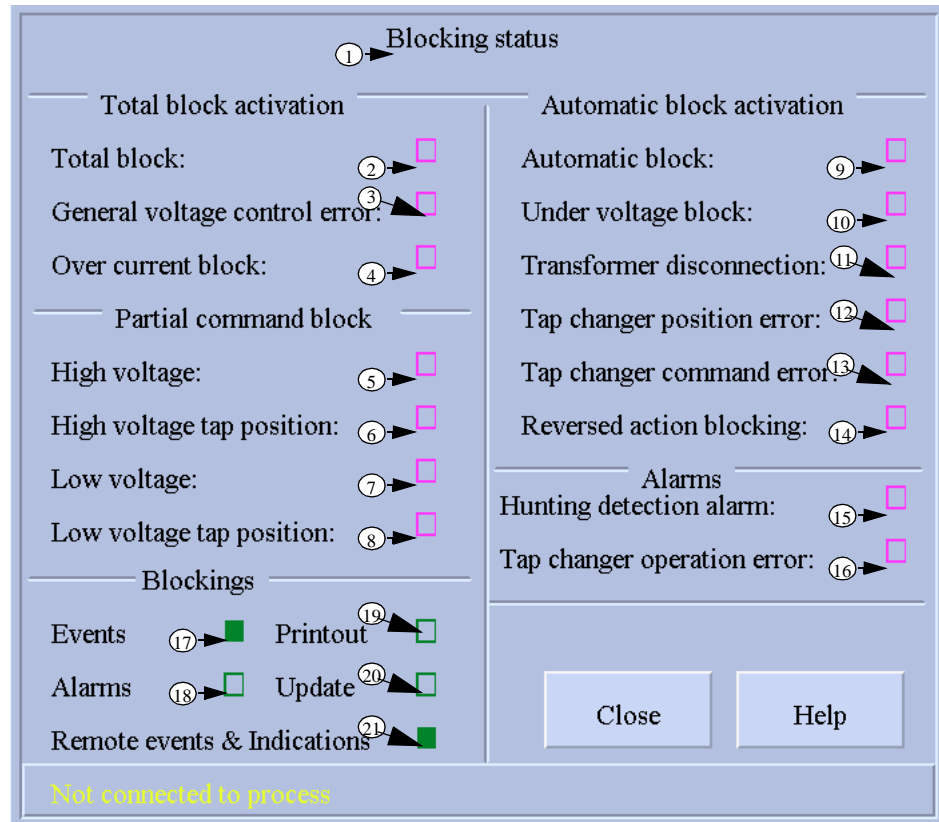 Blocking status
1
Total block activation
Total block:
2
General voltage control error:
3
Over current block:
4
Partial command block
High voltage:
5
High voltage tap position:
6
Low voltage:
7
Low voltage tap position:
8
Blockings
Events
17
Printout
19
Alarms
18
Update
20
Remote events & Indications
21
Automatic block activation
Automatic block:
9
Under voltage block:
10
Transformer disconnection:
11
Tap changer position error:
12
Tap changer command error:
13
Reversed action blocking:
14
Alarms
Hunting detection alarm:
15
Tap changer operation error:
16
Close
Help
Not connected to process